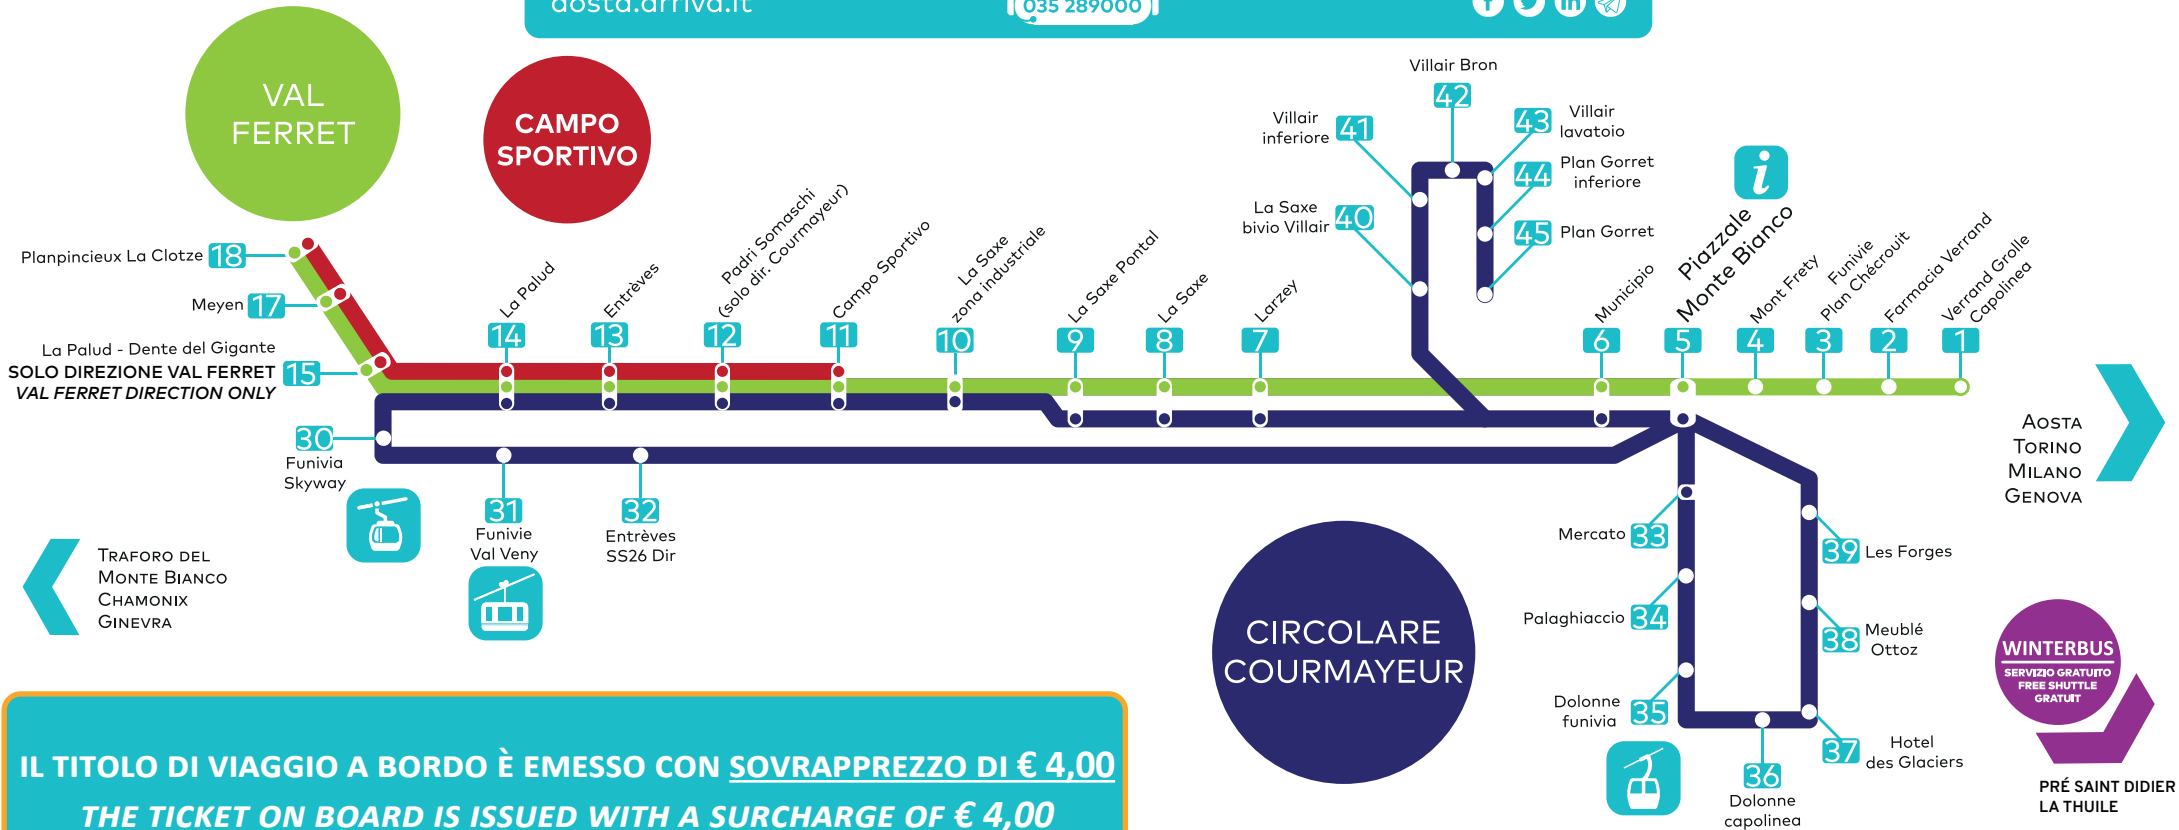 aosta.arriva.it
035 289000
VAL
FERRET
CAMPO
SPORTIVO
Planpincieux La Clotze 18
Meyen 17
La Palud - Dente del Gigante
SOLO DIREZIONE VAL FERRET
VAL FERRET DIRECTION ONLY
15
La Palud
14
Entrèves
13
Padri Somaschi
(solo dir. Courmayeur)
12
Campo Sportivo
11
La Saxe
zona industriale
10
La Saxe Pontal
9
La Saxe
8
Larzey
7
Villair Bron
42
Villair
inferiore
41
La Saxe
bivio Villair
40
43
Villair
lavatoio
44
Plan Gorret
inferiore
45
Plan Gorret
Municipio
6
i
Piazzale
Monte Bianco
5
Mont Frety
4
Funivie
Plan Chécrouit
3
Farmacia Verrand
2
Verrand Grolle
Capolinea
1
AOSTA
TORINO
MILANO
GENOVA
30
Funivia
Skyway
31
Funivie
Val Veny
32
Entrèves
SS26 Dir
TRAFORO DEL
MONTE BIANCO
CHAMONIX
GINEVRA
CIRCOLARE
COURMAYEUR
Mercato 33
Palaghiaccio 34
Dolonne
funivia
35
36
Dolonne
capolinea
37
Hotel
des Glaciers
38
Meublé
Ottoz
39 Les Forges
WINTERBUS
SERVIZIO GRATUITO
FREE SHUTTLE
GRATUIT
PRÉ SAINT DIDIER
LA THUILE
IL TITOLO DI VIAGGIO A BORDO È EMESSO CON SOVRAPPREZZO DI € 4,00
THE TICKET ON BOARD IS ISSUED WITH A SURCHARGE OF € 4,00